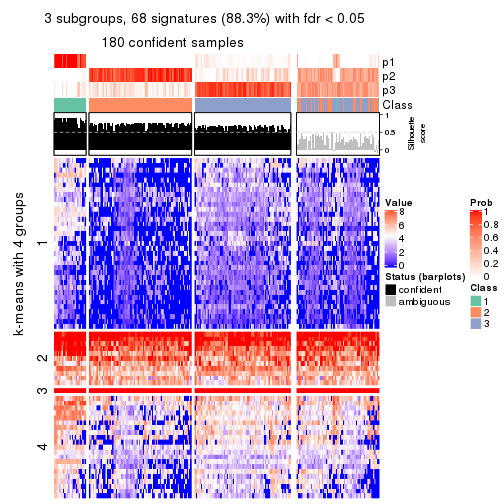 3 subgroups, 68 signatures (88.3%) with fdr < 0.05
180 confident samples
p1
p2
p3
Class
1
0.5
0
Silhouette
score
k-means with 4 groups
1
2
3
4
Value
8
6
4
2
0
Status (barplots)
confident
ambiguous
Prob
1
0.8
0.6
0.4
0.2
0
Class
1
2
3